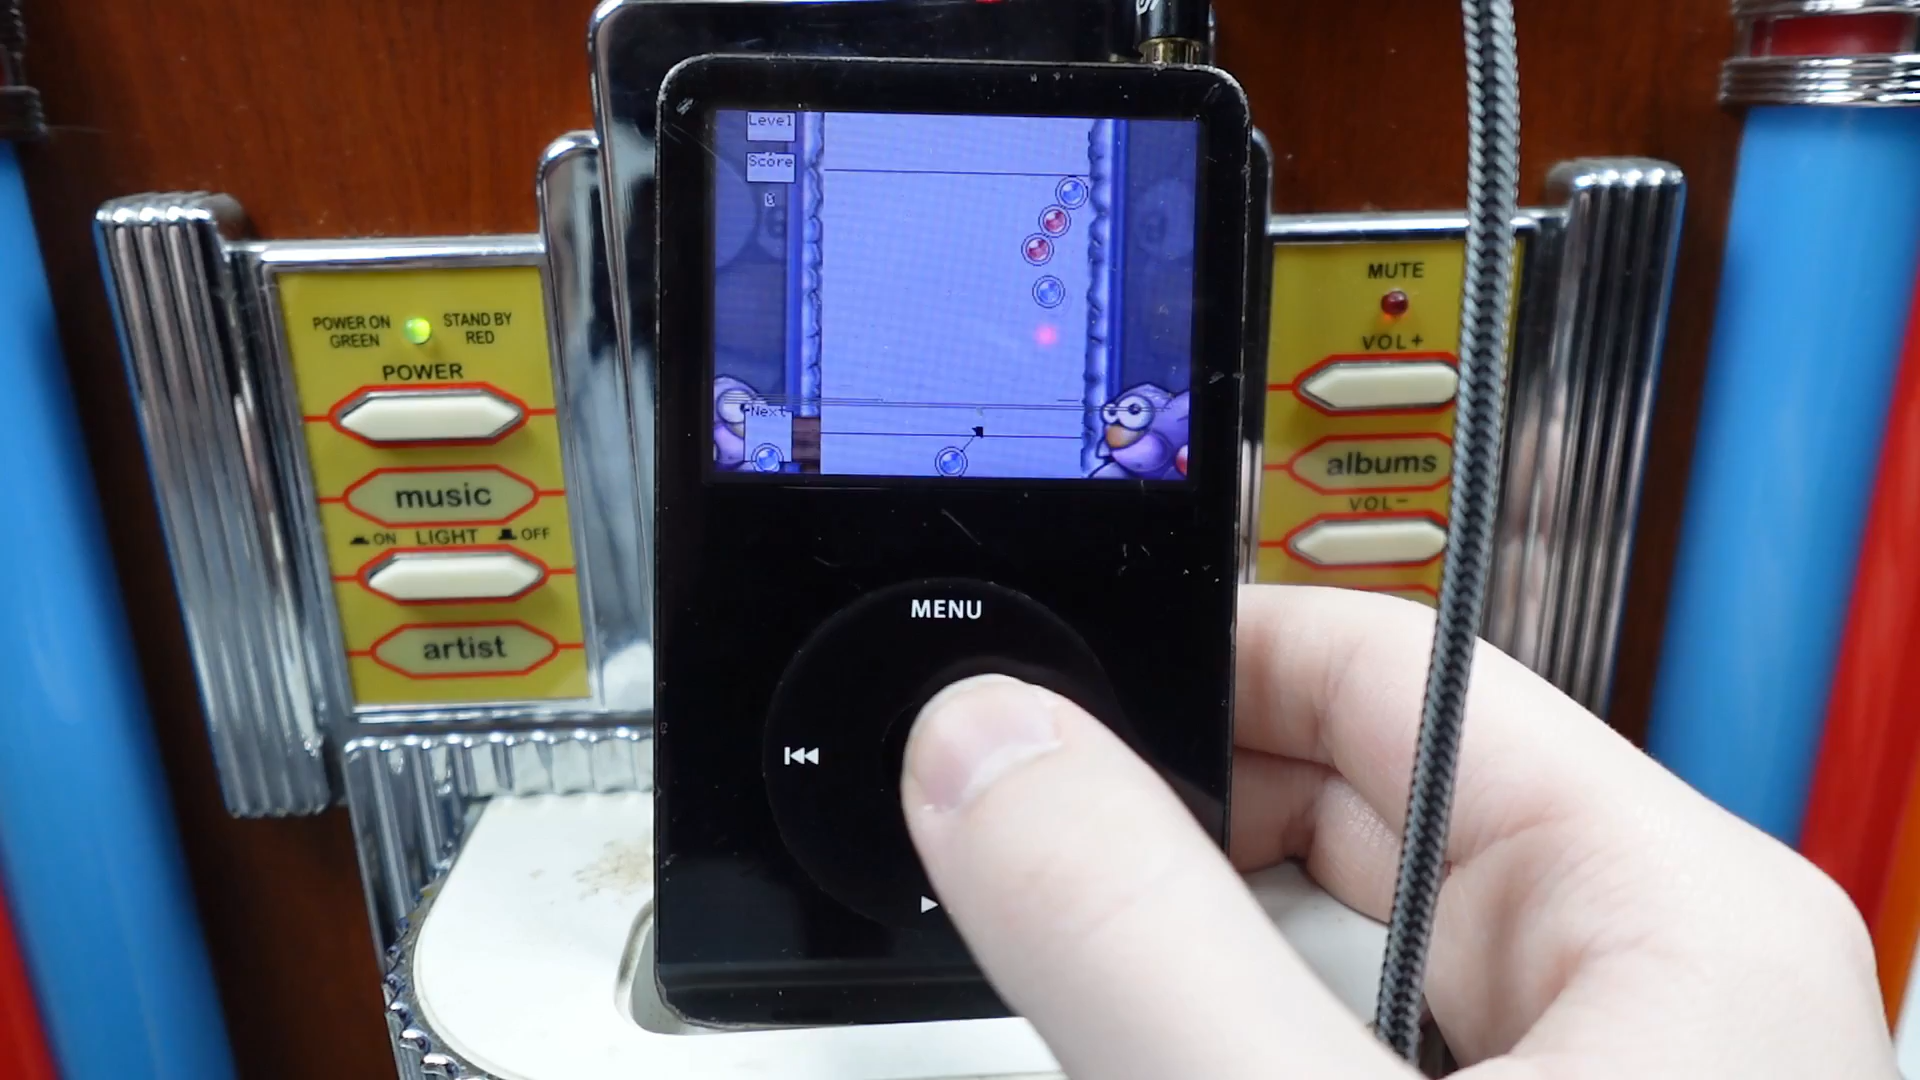 Level
Score
0
Next
POWER ON
GREEN
STAND BY
RED
POWER
music
ON LIGHT OFF
artist
MENU
MUTE
VOL+
albums
VOL-